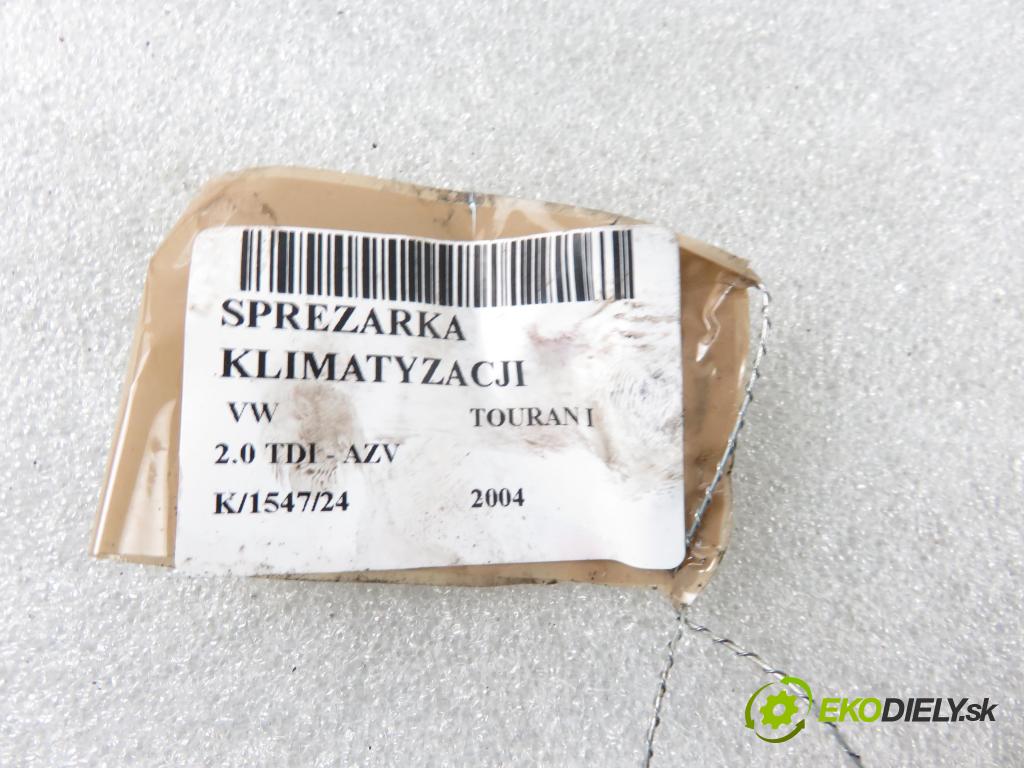 SPREZARKA
KLIMATYZACJI
VW TOURAN I
2.0 TDI - AZV
K/1547/24 2004
EKODIELY.sk